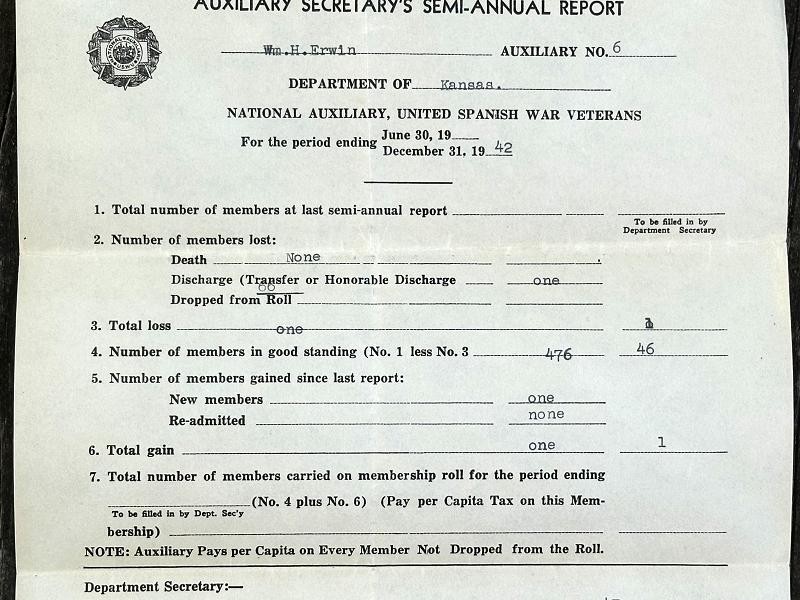 AUXILIARY SECRETARY'S SEMI-ANNUAL REPORT
Wm.H.Erwin AUXILIARY NO. 6
DEPARTMENT OF Kansas.
NATIONAL AUXILIARY, UNITED SPANISH WAR VETERANS
For the period ending June 30, 19
December 31, 19 42
1. Total number of members at last semi-annual report
To be filled in by
Department Secretary
2. Number of members lost:
Death None
Discharge (Transfer or Honorable Discharge one
Dropped from Roll
3. Total loss one 1
4. Number of members in good standing (No. 1 less No. 3 476 46
5. Number of members gained since last report:
New members one
Re-admitted none
6. Total gain one 1
7. Total number of members carried on membership roll for the period ending
(No. 4 plus No. 6) (Pay per Capita Tax on this Mem-
To be filled in by Dept. Sec'y
bership)
NOTE: Auxiliary Pays per Capita on Every Member Not Dropped from the Roll.
Department Secretary:—